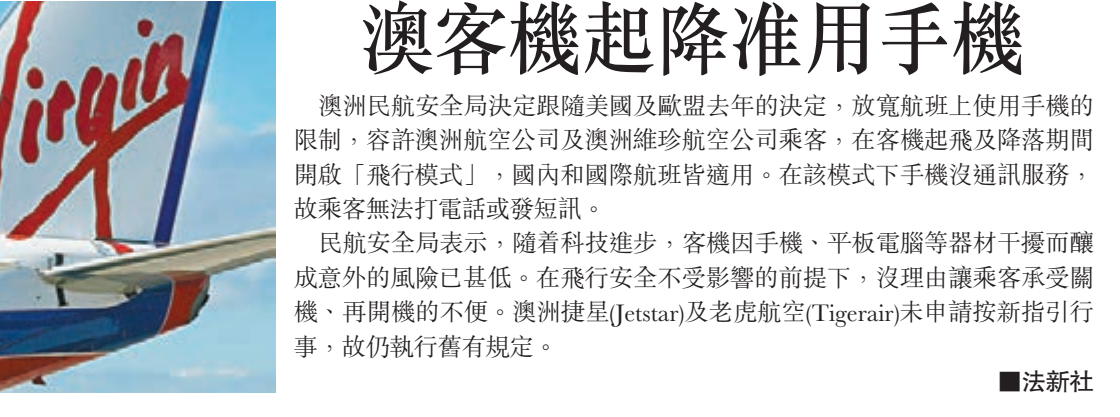 澳客機起降准用手機
Virgin
澳洲民航安全局決定跟隨美國及歐盟去年的決定，放寬航班上使用手機的
限制，容許澳洲航空公司及澳洲維珍航空公司乘客，在客機起飛及降落期間
開啟「飛行模式」，國內和國際航班皆適用。在該模式下手機沒通訊服務，
故乘客無法打電話或發短訊。
民航安全局表示，隨着科技進步，客機因手機、平板電腦等器材干擾而釀
成意外的風險已甚低。在飛行安全不受影響的前提下，沒理由讓乘客承受關
機、再開機的不便。澳洲捷星(Jetstar)及老虎航空(Tigerair)未申請按新指引行
事，故仍執行舊有規定。
■法新社